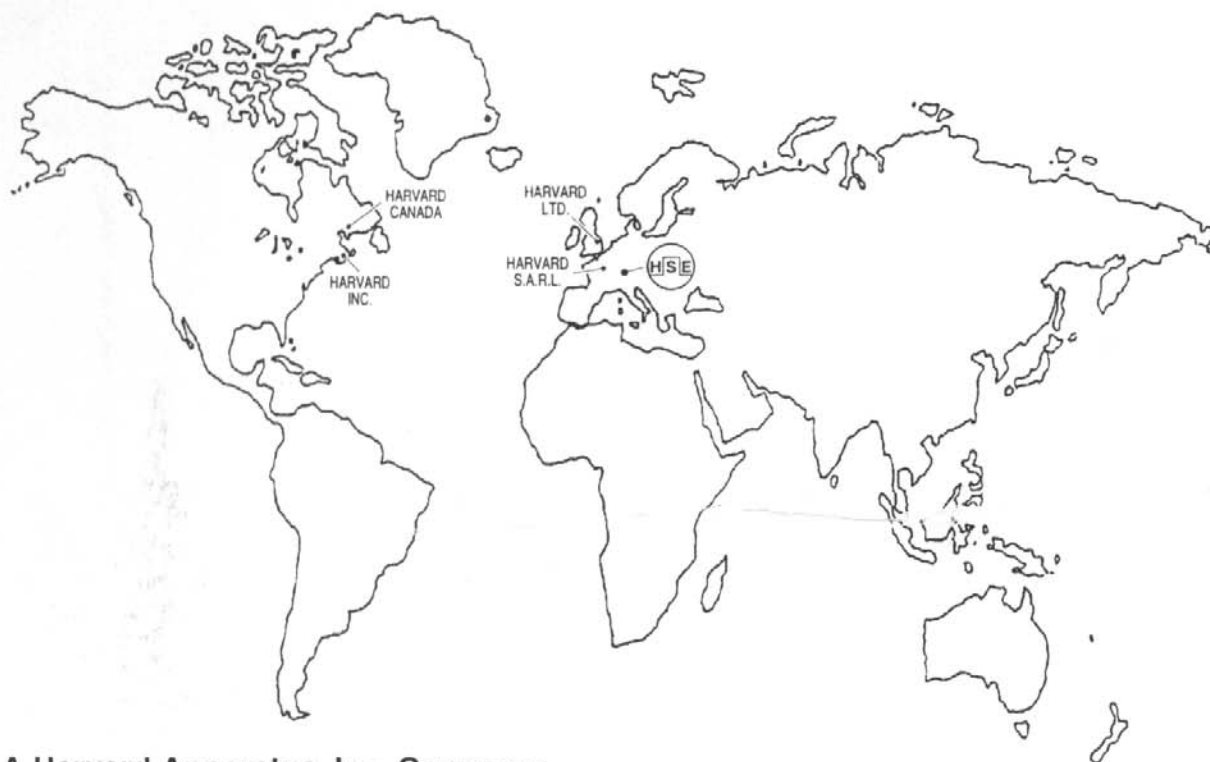 HARVARD
CANADA
HARVARD
INC.
HARVARD
LTD.
HARVARD
S.A.R.L.
HSE
A Harvard Apparatus, Inc. Company